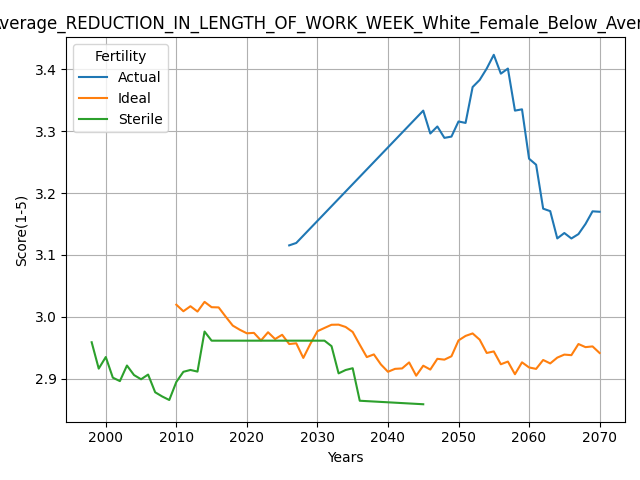 verage_REDUCTION_IN_LENGTH_OF_WORK_WEEK_White_Female_Below_Aver
Fertility
Actual
Ideal
Sterile
Score(1-5)
3.4
3.3
3.2
3.1
3.0
2.9
2000 2010 2020 2030 2040 2050 2060 2070
Years